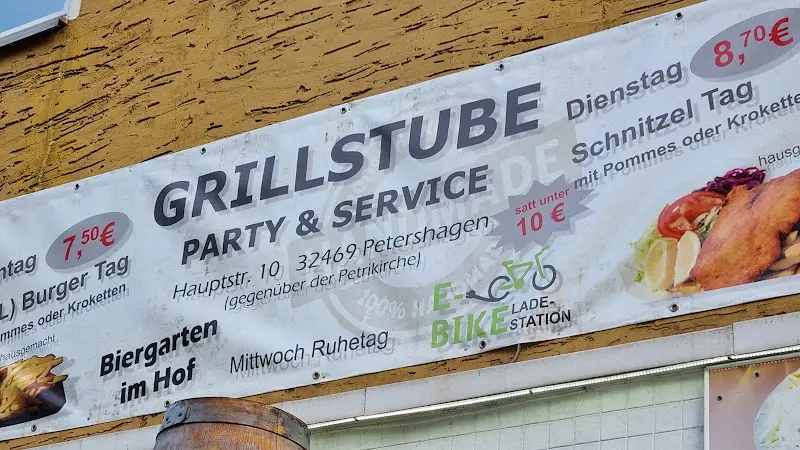 GRILLSTUBE
PARTY & SERVICE
Hauptstr. 10 32469 Petershagen
(gegenüber der Petrikirche)
Biergarten
im Hof
Mittwoch Ruhetag
satt unter
10 €
E-
BIKE
LADE-
STATION
7,50€
ntag
L) Burger Tag
ommes oder Kroketten
hausgemacht
Dienstag
8,70€
Schnitzel Tag
mit Pommes oder Kroketten
hausg